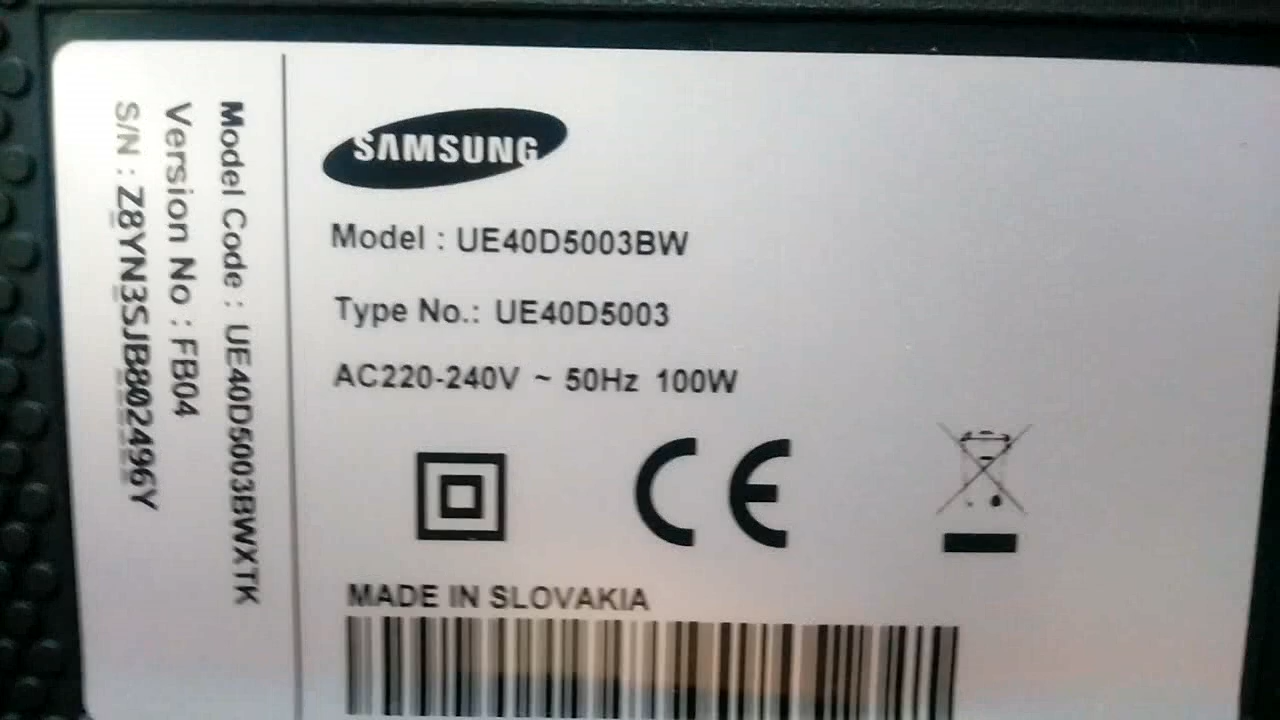 SAMSUNG
Model : UE40D5003BW
Type No.: UE40D5003
AC220-240V ~ 50Hz 100W
CE
MADE IN SLOVAKIA
Model Code : UE40D5003BWXTK
Version No : FB04
S/N : Z8YN3SJB802496Y